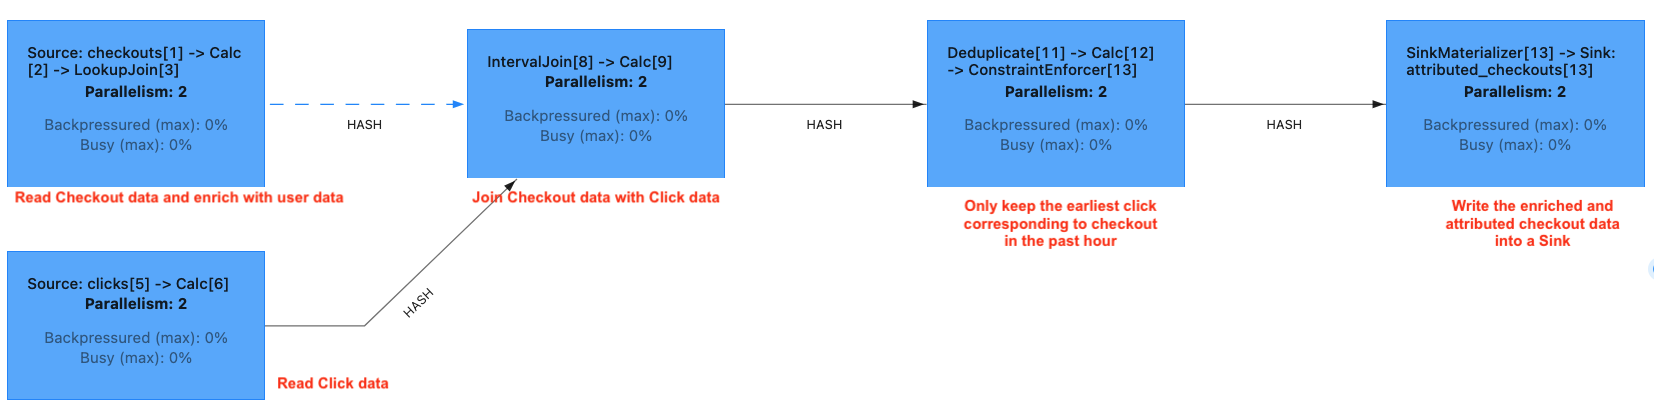 Source: checkouts[1] -> Calc
[2] -> LookupJoin[3]
Parallelism: 2
Backpressured (max): 0%
Busy (max): 0%
Read Checkout data and enrich with user data
HASH
IntervalJoin[8] -> Calc[9]
Parallelism: 2
Backpressured (max): 0%
Busy (max): 0%
Join Checkout data with Click data
HASH
Deduplicate[11] -> Calc[12]
-> ConstraintEnforcer[13]
Parallelism: 2
Backpressured (max): 0%
Busy (max): 0%
Only keep the earliest click
corresponding to checkout
in the past hour
HASH
SinkMaterializer[13] -> Sink:
attributed_checkouts[13]
Parallelism: 2
Backpressured (max): 0%
Busy (max): 0%
Write the enriched and
attributed checkout data
into a Sink
Source: clicks[5] -> Calc[6]
Parallelism: 2
Backpressured (max): 0%
Busy (max): 0%
HASH
Read Click data